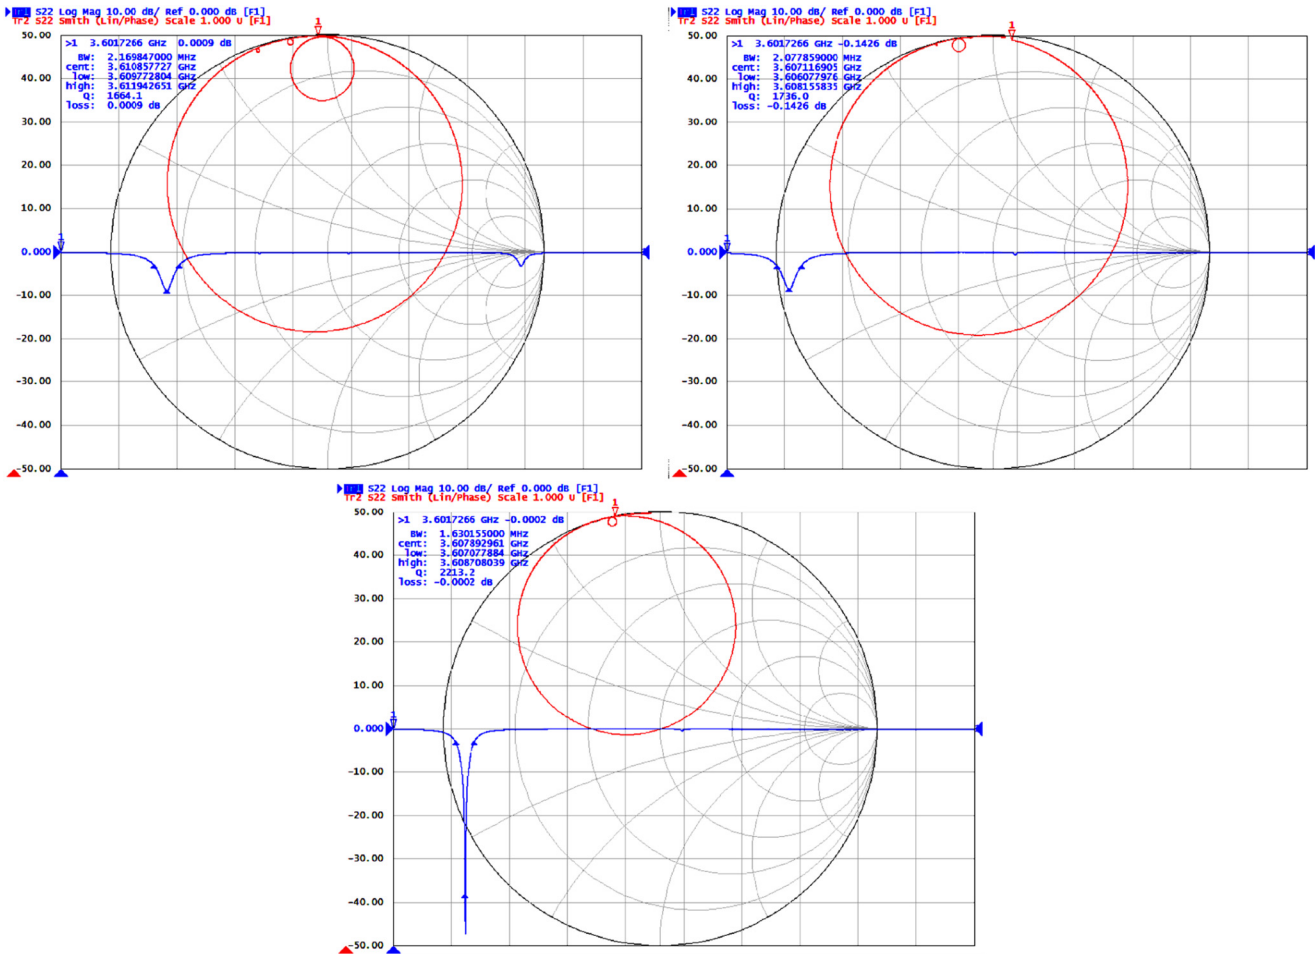 Tr1 S22 Log Mag 10.00 dB/ Ref 0.000 dB [F1]
Tr2 S22 Smith (Lin/Phase) Scale 1.000 U [F1]
50.00
40.00
30.00
20.00
10.00
0.000
-10.00
-20.00
-30.00
-40.00
-50.00
>1 3.6017266 GHz 0.0009 dB
BW: 2.169847000 MHz
cent: 3.610857727 GHz
low: 3.609772804 GHz
high: 3.611942651 GHz
Q: 1664.1
loss: 0.0009 dB
1
1
Tr1 S22 Log Mag 10.00 dB/ Ref 0.000 dB [F1]
Tr2 S22 Smith (Lin/Phase) Scale 1.000 U [F1]
50.00
40.00
30.00
20.00
10.00
0.000
-10.00
-20.00
-30.00
-40.00
-50.00
>1 3.6017266 GHz -0.1426 dB
BW: 2.077859000 MHz
cent: 3.607116905 GHz
low: 3.606077976 GHz
high: 3.608155835 GHz
Q: 1736.0
loss: -0.1426 dB
1
1
Tr1 S22 Log Mag 10.00 dB/ Ref 0.000 dB [F1]
Tr2 S22 Smith (Lin/Phase) Scale 1.000 U [F1]
50.00
40.00
30.00
20.00
10.00
0.000
-10.00
-20.00
-30.00
-40.00
-50.00
>1 3.6017266 GHz -0.0002 dB
BW: 1.630155000 MHz
cent: 3.607892961 GHz
low: 3.607077884 GHz
high: 3.608708039 GHz
Q: 2213.2
loss: -0.0002 dB
1
1